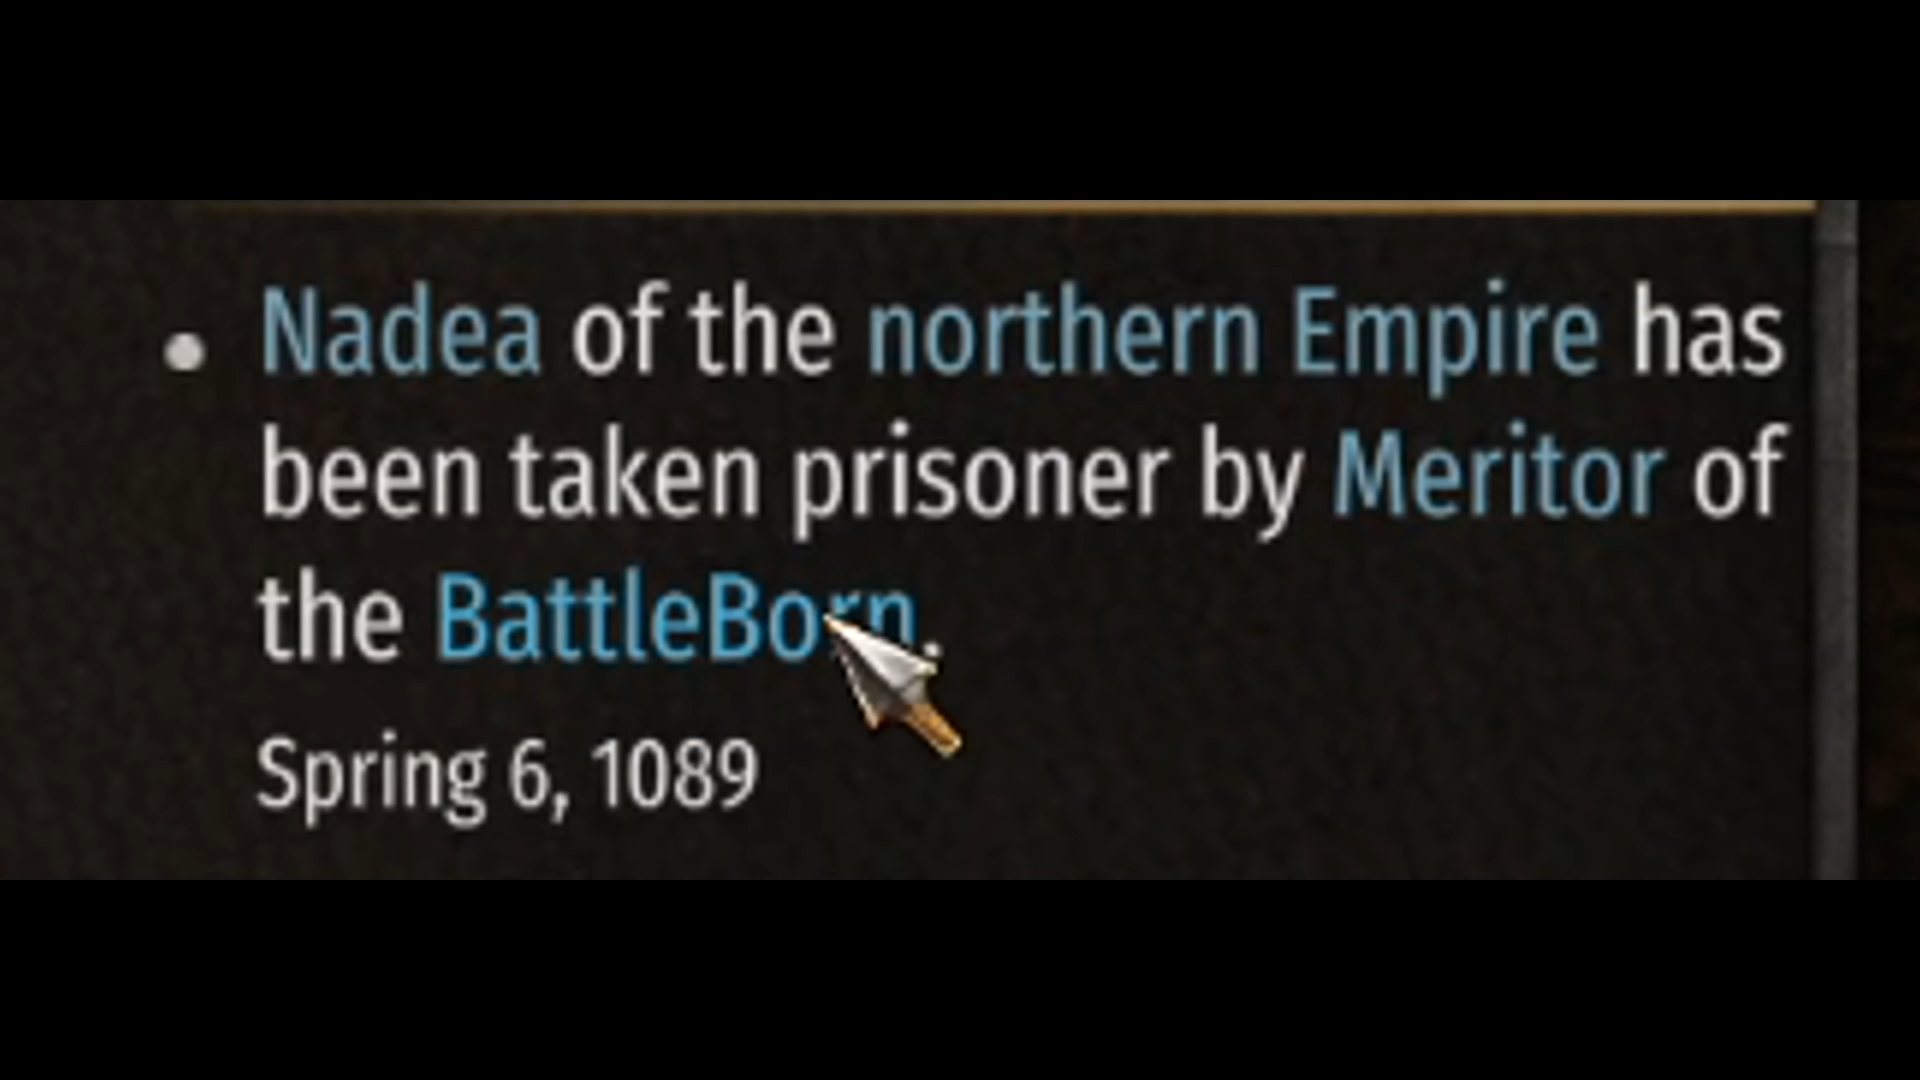 Nadea of the northern Empire has
been taken prisoner by Meritor of
the BattleBorn.
Spring 6, 1089